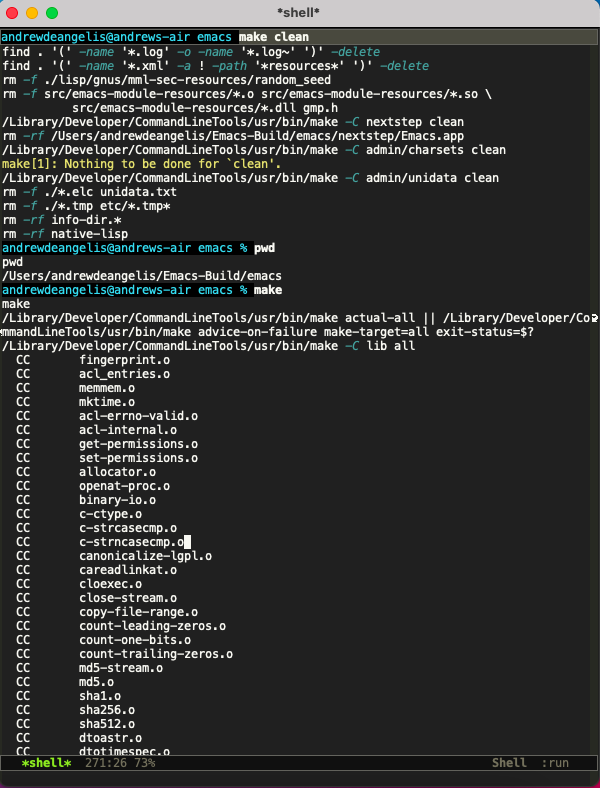 *shell*
andrewdeangelis@andrews-air emacs make clean
find . '(' -name '*.log' -o -name '*.log~' ')' -delete
find . '(' -name '*.xml' -a ! -path '*resources*' ')' -delete
rm -f ./lisp/gnus/mml-sec-resources/random_seed
rm -f src/emacs-module-resources/*.o src/emacs-module-resources/*.so \
src/emacs-module-resources/*.dll gmp.h
/Library/Developer/CommandLineTools/usr/bin/make -C nextstep clean
rm -rf /Users/andrewdeangelis/Emacs-Build/emacs/nextstep/Emacs.app
/Library/Developer/CommandLineTools/usr/bin/make -C admin/charsets clean
make[1]: Nothing to be done for `clean'.
/Library/Developer/CommandLineTools/usr/bin/make -C admin/unidata clean
rm -f ./*.elc unidata.txt
rm -f ./*.tmp etc/*.tmp*
rm -rf info-dir.*
rm -rf native-lisp
andrewdeangelis@andrews-air emacs % pwd
pwd
/Users/andrewdeangelis/Emacs-Build/emacs
andrewdeangelis@andrews-air emacs % make
make
/Library/Developer/CommandLineTools/usr/bin/make actual-all || /Library/Developer/Co
mmandLineTools/usr/bin/make advice-on-failure make-target=all exit-status=$?
/Library/Developer/CommandLineTools/usr/bin/make -C lib all
CC fingerprint.o
CC acl_entries.o
CC memmem.o
CC mktime.o
CC acl-errno-valid.o
CC acl-internal.o
CC get-permissions.o
CC set-permissions.o
CC allocator.o
CC openat-proc.o
CC binary-io.o
CC c-ctype.o
CC c-strcasecmp.o
CC c-strncasecmp.o
CC canonicalize-lgpl.o
CC careadlinkat.o
CC cloexec.o
CC close-stream.o
CC copy-file-range.o
CC count-leading-zeros.o
CC count-one-bits.o
CC count-trailing-zeros.o
CC md5-stream.o
CC md5.o
CC sha1.o
CC sha256.o
CC sha512.o
CC dtoastr.o
CC dtotimespec.o
*shell* 271:26 73% Shell :run